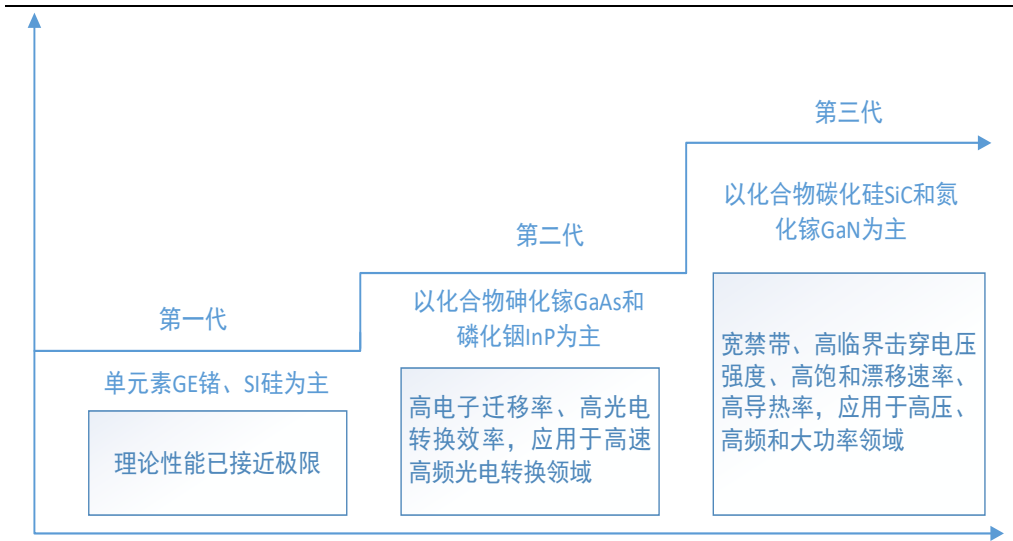 第一代
单元素GE锗、SI硅为主
理论性能已接近极限
第二代
以化合物砷化镓GaAs和
磷化铟InP为主
高电子迁移率、高光电
转换效率，应用于高速
高频光电转换领域
第三代
以化合物碳化硅SiC和氮
化镓GaN为主
宽禁带、高临界击穿电压
强度、高饱和漂移速率、
高导热率，应用于高压、
高频和大功率领域